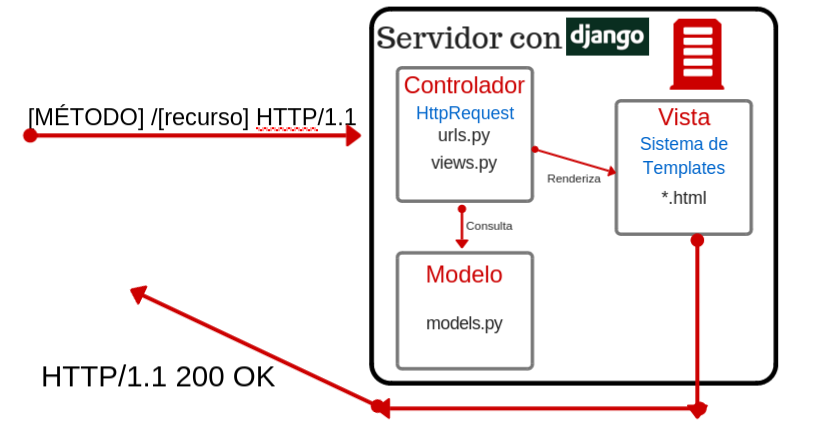 Servidor con django
[MÉTODO] /[recurso] HTTP/1.1
Controlador
HttpRequest
urls.py
views.py
Vista
Sistema de
Templates
*.html
Renderiza
Consulta
Modelo
models.py
HTTP/1.1 200 OK